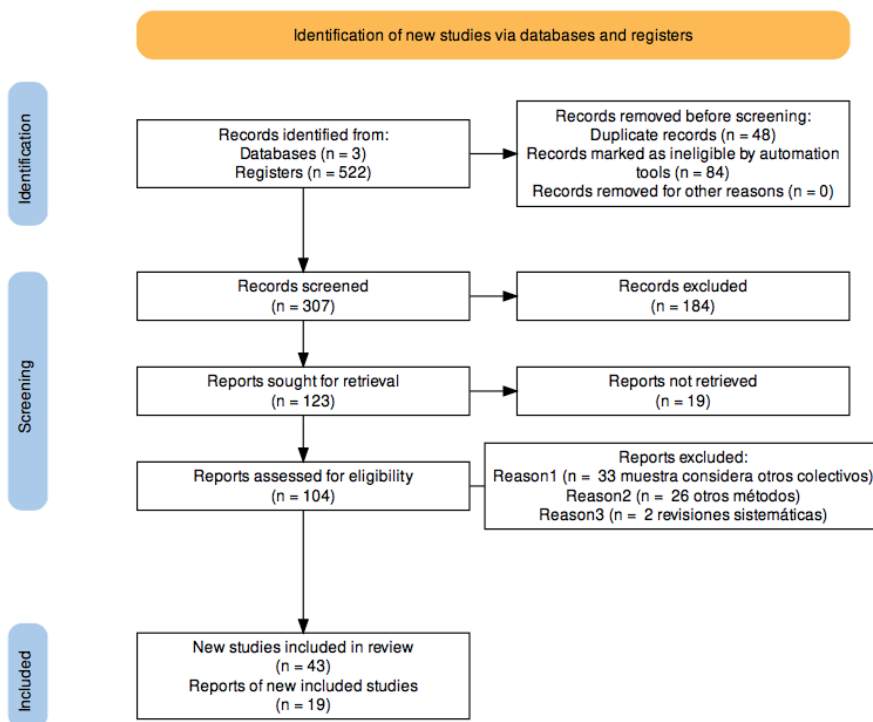 Identification of new studies via databases and registers
Identification
Records identified from:
Databases (n = 3)
Registers (n = 522)
Records removed before screening:
Duplicate records (n = 48)
Records marked as ineligible by automation
tools (n = 84)
Records removed for other reasons (n = 0)
Screening
Records screened
(n = 307)
Records excluded
(n = 184)
Reports sought for retrieval
(n = 123)
Reports not retrieved
(n = 19)
Reports assessed for eligibility
(n = 104)
Reports excluded:
Reason1 (n = 33 muestra considera otros colectivos)
Reason2 (n = 26 otros métodos)
Reason3 (n = 2 revisiones sistemáticas)
Included
New studies included in review
(n = 43)
Reports of new included studies
(n = 19)